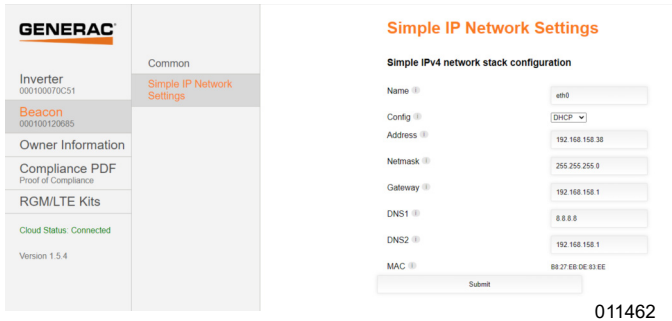 GENERAC
Inverter
000100070C51
Beacon
000100120685
Owner Information
Compliance PDF
Proof of Compliance
RGM/LTE Kits
Cloud Status: Connected
Version 1.5.4
Common
Simple IP Network
Settings
Simple IP Network Settings
Simple IPv4 network stack configuration
Name
eth0
Config
DHCP
Address
192.168.158.38
Netmask
255.255.255.0
Gateway
192.168.158.1
DNS1
8.8.8.8
DNS2
192.168.158.1
MAC
B8:27:EB:DE:83:EE
Submit
011462